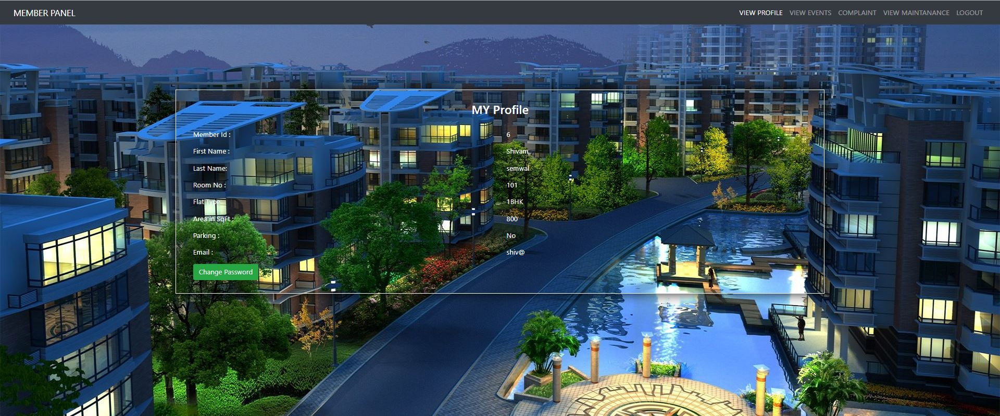 MEMBER PANEL VIEW PROFILE VIEW EVENTS COMPLAINT VIEW MAINTANANCE LOGOUT
MY Profile
Member Id : 6
First Name : Shivam
Last Name: semwal
Room No : 101
Flat Type 1BHK
Area in SqFt : 800
Parking : No
Email : shiv@
Change Password